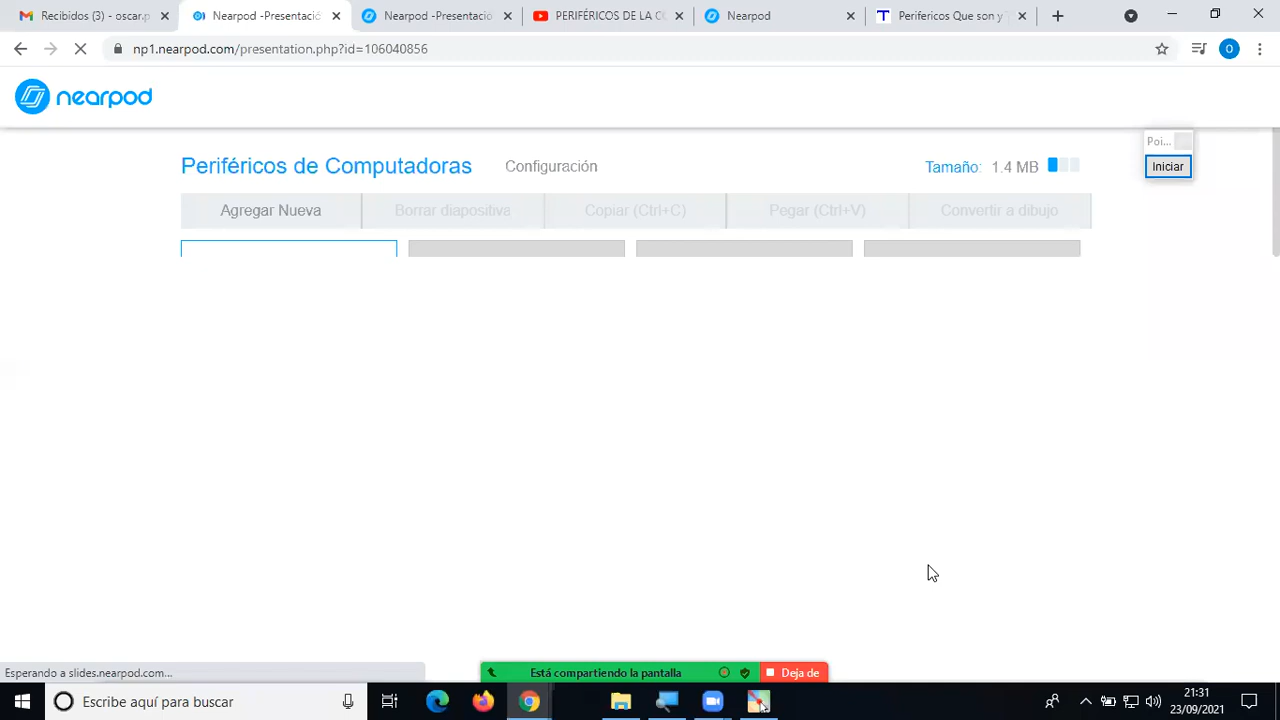 Recibidos (3) - oscar.p
Nearpod -Presentació
Nearpod -Presentació
PERIFÉRICOS DE LA CO
Nearpod
Perifericos Que son y T
np1.nearpod.com/presentation.php?id=106040856
O
nearpod
Periféricos de Computadoras
Configuración
Tamaño: 1.4 MB
Poi...
Iniciar
Agregar Nueva
Borrar diapositiva
Copiar (Ctrl+C)
Pegar (Ctrl+V)
Convertir a dibujo
Esperando a slides.nearpod.com...
Está compartiendo la pantalla
Deja de
Escribe aquí para buscar
21:31
23/09/2021